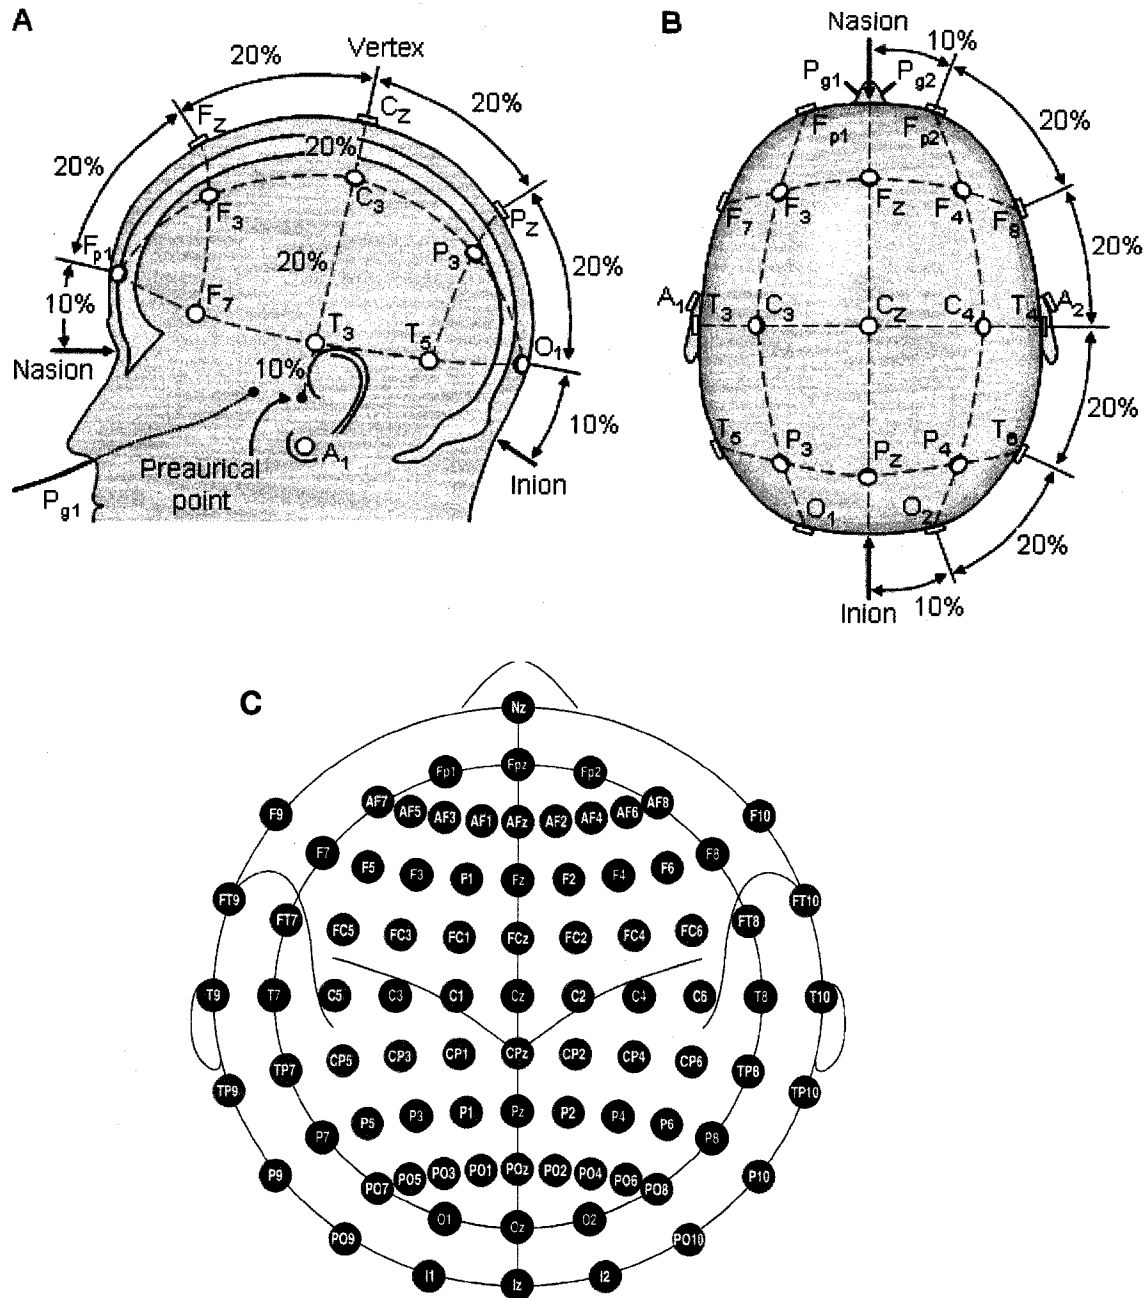 A
20%
Vertex
20%
Fz
Cz
20%
20%
F3
C3
Pz
Fp1
P3
20%
20%
10%
F7
T3
T5
O1
Nasion
10%
10%
A1
Preaurical
point
Inion
Pg1
B
Nasion
10%
Pg1
Pg2
Fp1
Fp2
20%
F7
F3
Fz
F4
F8
20%
A1
T3
C3
Cz
C4
T4
A2
20%
T5
P3
Pz
P4
T6
O1
O2
20%
10%
Inion
C
Nz
Fp1 Fpz Fp2
AF7 AF5 AF3 AF1 AFz AF2 AF4 AF6 AF8
F9 F10
F7 F5 F3 F1 Fz F2 F4 F6 F8
FT9 FT10
FT7 FC5 FC3 FC1 FCz FC2 FC4 FC6 FT8
T9 T7 C5 C3 C1 Cz C2 C4 C6 T8 T10
TP7 CP5 CP3 CP1 CPz CP2 CP4 CP6 TP8
TP9 TP10
P7 P5 P3 P1 Pz P2 P4 P6 P8
P9 P10
PO7 PO5 PO3 PO1 POz PO2 PO4 PO6 PO8
O1 Cz O2
PO9 PO10
I1 Iz I2